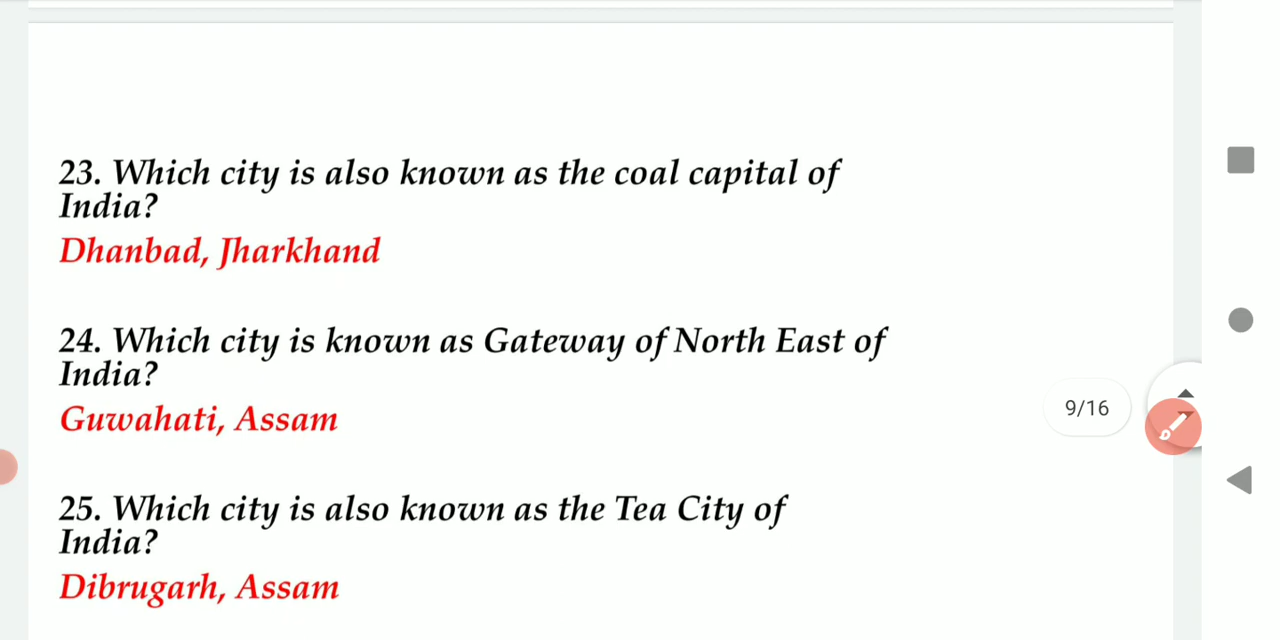 23. Which city is also known as the coal capital of
India?
Dhanbad, Jharkhand
24. Which city is known as Gateway of North East of
India?
Guwahati, Assam
9/16
25. Which city is also known as the Tea City of
India?
Dibrugarh, Assam